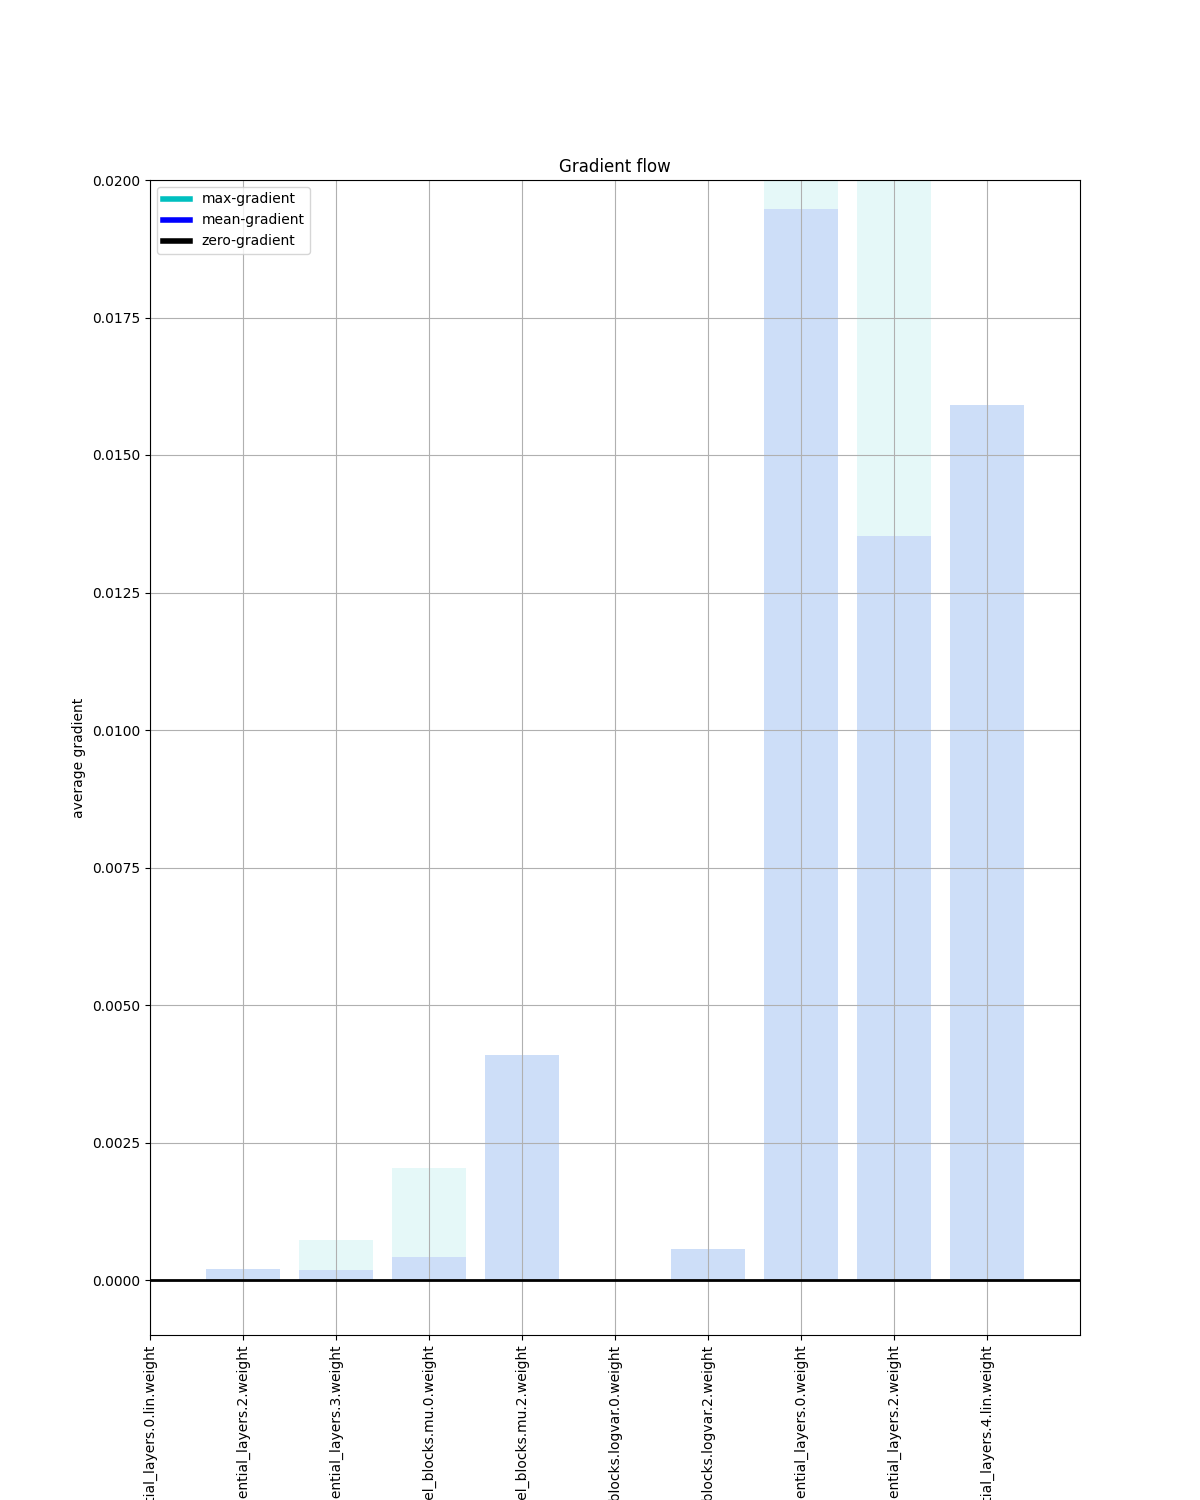 Gradient flow
max-gradient
mean-gradient
zero-gradient
0.0200
0.0175
0.0150
0.0125
0.0100
0.0075
0.0050
0.0025
0.0000
average gradient
tial_layers.0.lin.weight
ential_layers.2.weight
ential_layers.3.weight
el_blocks.mu.0.weight
el_blocks.mu.2.weight
blocks.logvar.0.weight
blocks.logvar.2.weight
ential_layers.0.weight
ential_layers.2.weight
tial_layers.4.lin.weight